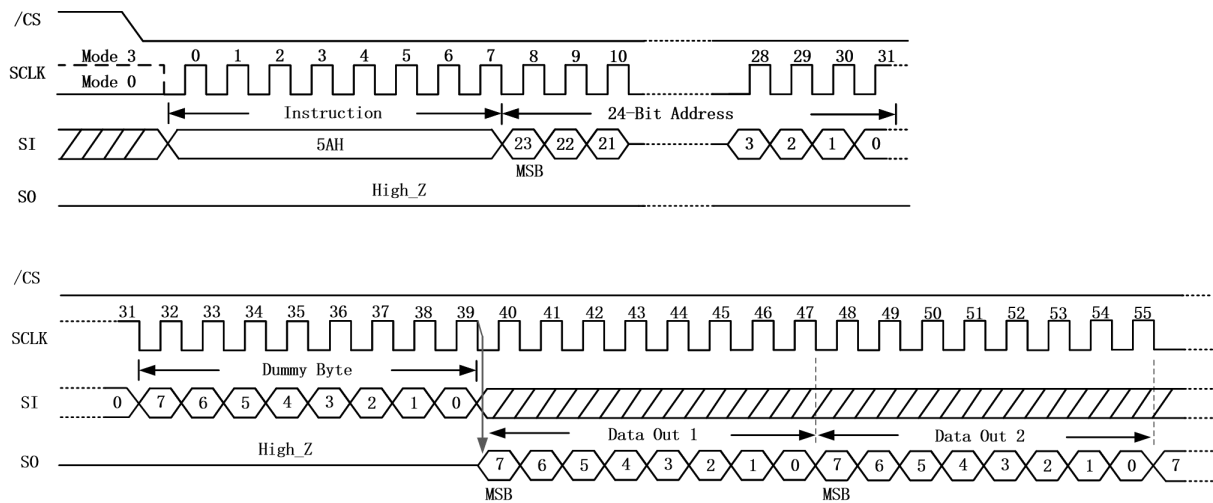 /CS
Mode 3 0 1 2 3 4 5 6 7 8 9 10 28 29 30 31
SCLK
Mode 0
Instruction 24-Bit Address
SI 5AH 23 22 21 3 2 1 0
MSB
High_Z
SO
/CS
31 32 33 34 35 36 37 38 39 40 41 42 43 44 45 46 47 48 49 50 51 52 53 54 55
SCLK
Dummy Byte
SI 0 7 6 5 4 3 2 1 0
High_Z Data Out 1 Data Out 2
SO 7 6 5 4 3 2 1 0 7 6 5 4 3 2 1 0 7
MSB MSB